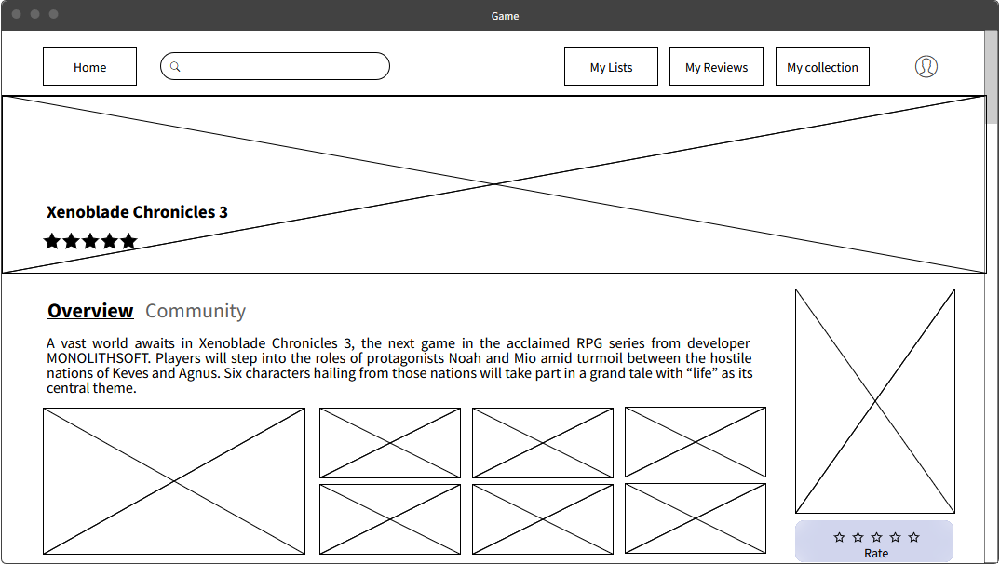 Game
Home
My Lists
My Reviews
My collection
Xenoblade Chronicles 3
Overview Community
A vast world awaits in Xenoblade Chronicles 3, the next game in the acclaimed RPG series from developer
MONOLITHSOFT. Players will step into the roles of protagonists Noah and Mio amid turmoil between the hostile
nations of Keves and Agnus. Six characters hailing from those nations will take part in a grand tale with “life” as its
central theme.
Rate